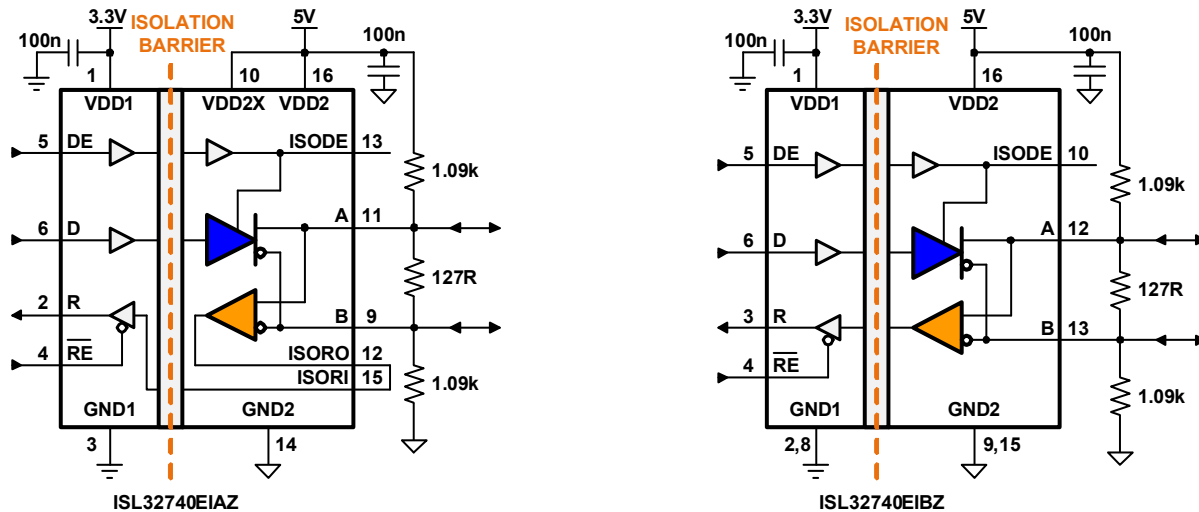 3.3V
ISOLATION
BARRIER
5V
100n
100n
1
10
16
VDD1
VDD2X
VDD2
5
DE
ISODE
13
1.09k
6
D
A
11
127R
2
R
B
9
4
RE
ISORO
12
ISORI
15
1.09k
GND1
GND2
3
14
ISL32740EIAZ
3.3V
ISOLATION
BARRIER
5V
100n
100n
1
16
VDD1
VDD2
5
DE
ISODE
10
1.09k
6
D
A
12
127R
3
R
B
13
4
RE
1.09k
GND1
GND2
2,8
9,15
ISL32740EIBZ